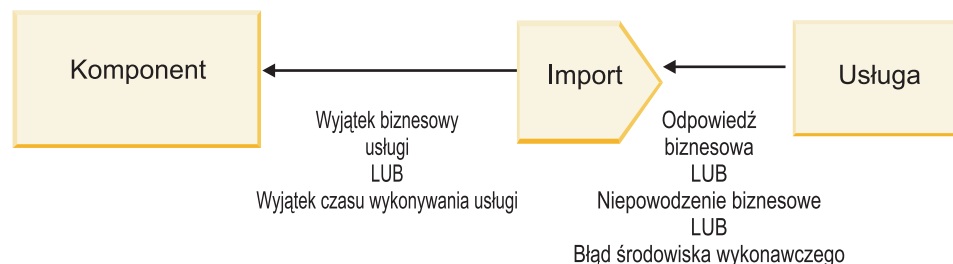 Komponent
Import
Usługa
Wyjątek biznesowy
usługi
LUB
Wyjątek czasu wykonywania usługi
Odpowiedź
biznesowa
LUB
Niepowodzenie biznesowe
LUB
Błąd środowiska wykonawczego